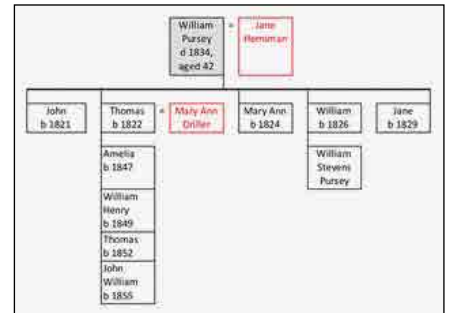 William = Jane
Pursey Hemsman
d 1834,
aged 42
John Thomas = Mary Ann Mary Ann William Jane
b 1821 b 1822 Driller b 1824 b 1826 b 1829
Amelia
b 1847
William
Henry
b 1849
Thomas
b 1852
John
William
b 1855
William
Stevens
Pursey